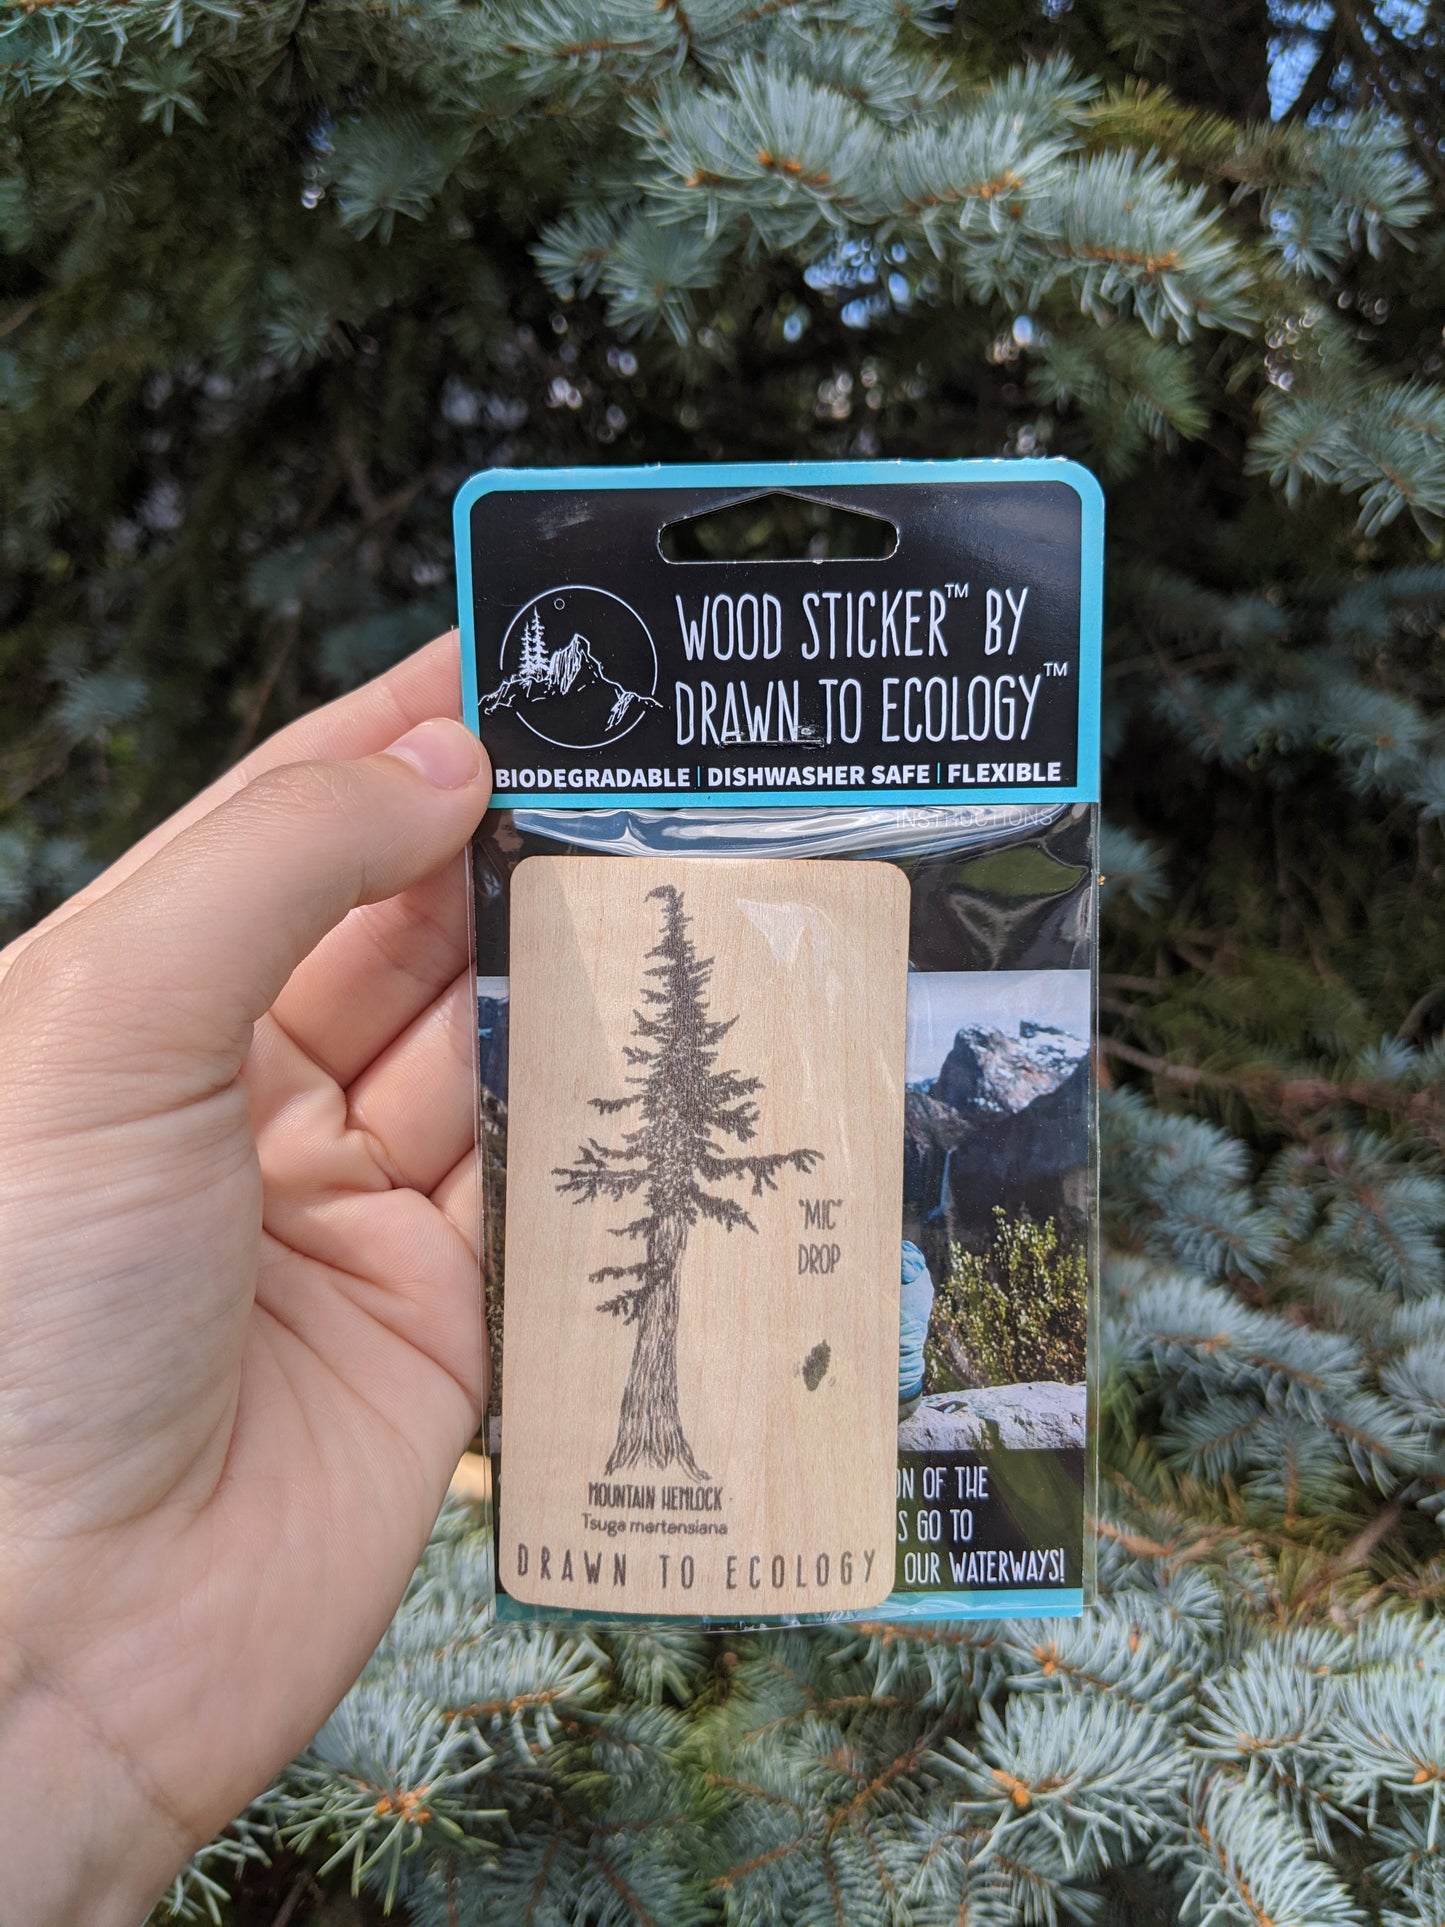 WOOD STICKER™ BY
DRAWN TO ECOLOGY™
BIODEGRADABLE | DISHWASHER SAFE | FLEXIBLE
INSTRUCTIONS
"MIC"
DROP
MOUNTAIN HEMLOCK
Tsuga mertensiana
DRAWN TO ECOLOGY
OF THE
GO TO
OUR WATERWAYS!